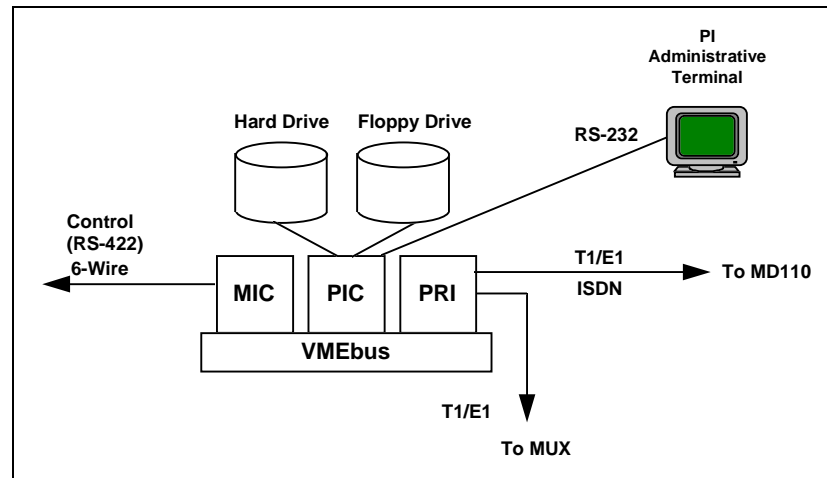 PI
Administrative
Terminal
Hard Drive
Floppy Drive
RS-232
Control
(RS-422)
6-Wire
MIC
PIC
PRI
T1/E1
ISDN
To MD110
VMEbus
T1/E1
To MUX